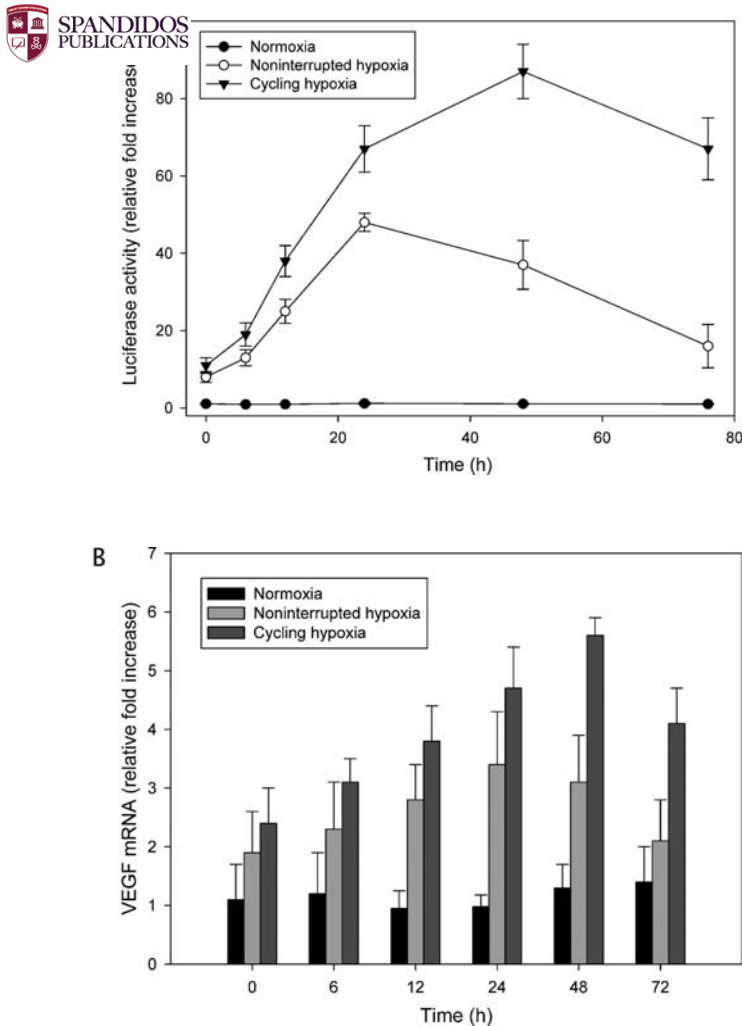 SPANDIDOS
PUBLICATIONS
Luciferase activity (relative fold increase
80
60
40
20
0
Normoxia
Noninterrupted hypoxia
Cycling hypoxia
0
20
40
60
80
Time (h)
B
VEGF mRNA (relative fold increase)
7
6
5
4
3
2
1
0
Normoxia
Noninterrupted hypoxia
Cycling hypoxia
0
6
12
24
48
72
Time (h)